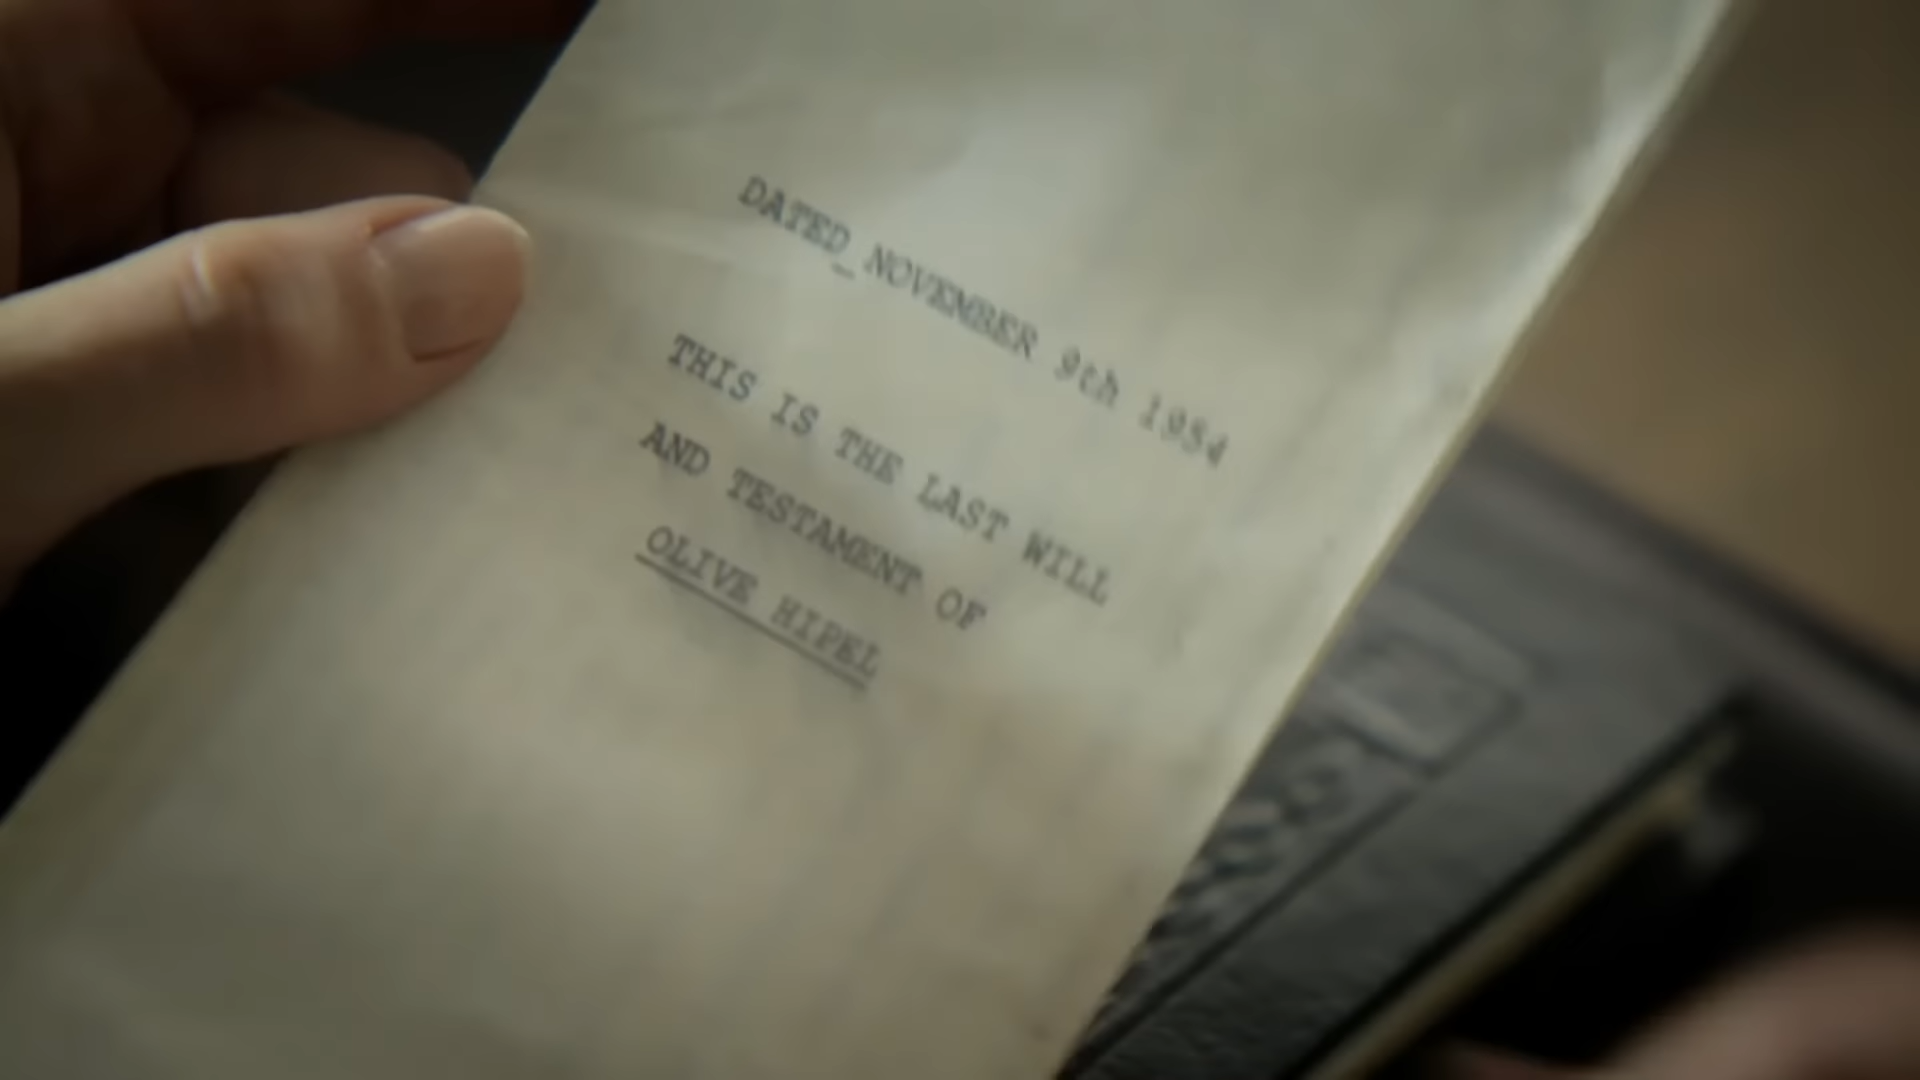 DATED NOVEMBER 9th 1954
THIS IS THE LAST WILL
AND TESTAMENT OF
OLIVE HIPEL